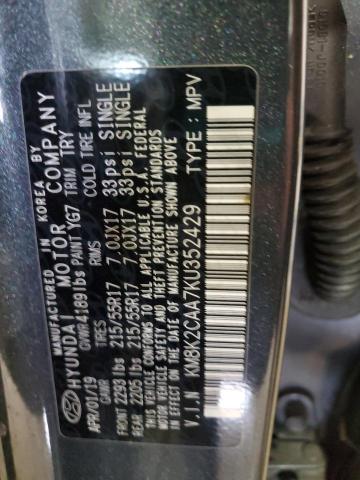 MANUFACTURED BY IN KOREA BY
HYUNDAI MOTOR COMPANY
APR/01/19 GVWR 4189lbs PAINT YG7 TRIM TRY
GAWR TIRES RIMS COLD TIRE INFL
FRONT 2293 lbs 215/55R17 7.0JX17 33psi SINGLE
REAR 2205 lbs 215/55R17 7.0JX17 33psi SINGLE
THIS VEHICLE CONFORMS TO ALL APPLICABLE U.S.A. FEDERAL
MOTOR VEHICLE SAFETY, BUMPER, AND THEFT PREVENTION STANDARDS
IN EFFECT ON THE DATE OF MANUFACTURE SHOWN ABOVE
V.I.N : KM8K2CAA7KU352429 TYPE : MPV